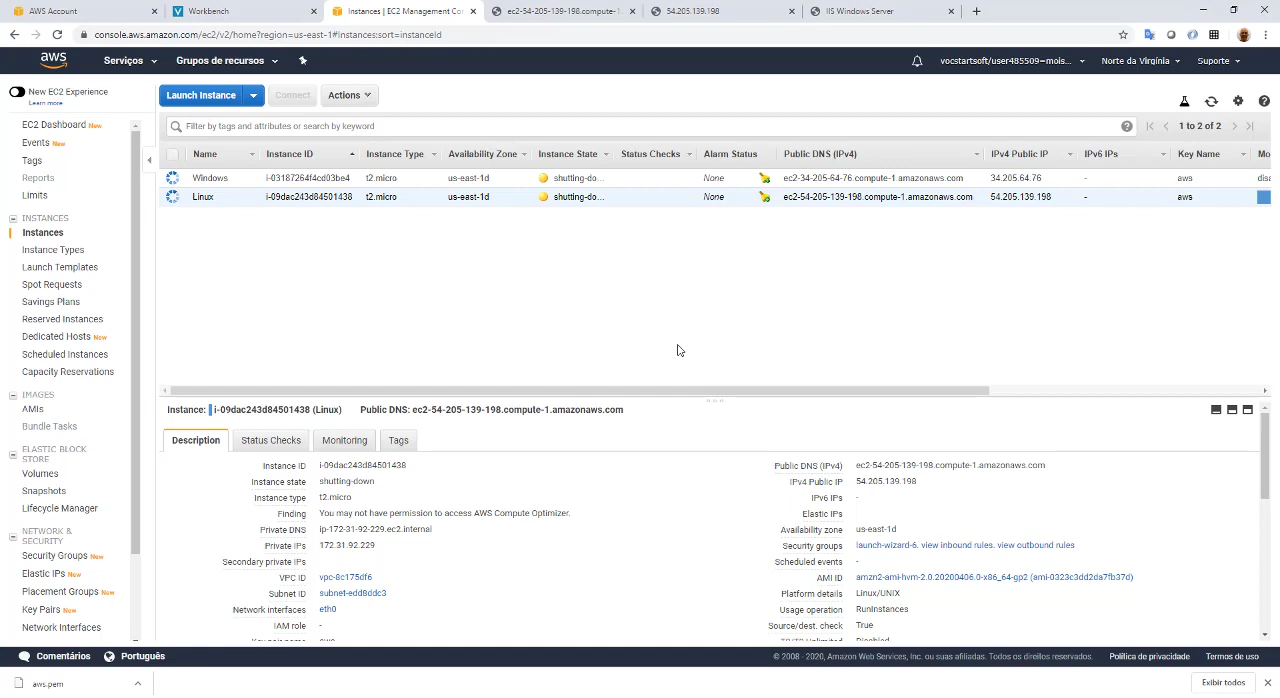 AWS Account
Workbench
Instances | EC2 Management Co
ec2-54-205-139-198.compute-1
54.205.139.198
IIS Windows Server
console.aws.amazon.com/ec2/v2/home?region=us-east-1#Instances:sort=instanceId
aws
Serviços
Grupos de recursos
vocstartsoft/user485509=mois...
Norte da Virgínia
Suporte
New EC2 Experience
Learn more
EC2 Dashboard New
Events New
Tags
Reports
Limits
INSTANCES
Instances
Instance Types
Launch Templates
Spot Requests
Savings Plans
Reserved Instances
Dedicated Hosts New
Scheduled Instances
Capacity Reservations
IMAGES
AMIs
Bundle Tasks
ELASTIC BLOCK
STORE
Volumes
Snapshots
Lifecycle Manager
NETWORK &
SECURITY
Security Groups New
Elastic IPs New
Placement Groups New
Key Pairs New
Network Interfaces
Launch Instance
Connect
Actions
Filter by tags and attributes or search by keyword
1 to 2 of 2
Name Instance ID Instance Type Availability Zone Instance State Status Checks Alarm Status Public DNS (IPv4) IPv4 Public IP IPv6 IPs Key Name Mo
Windows i-03187264f4cd03be4 t2.micro us-east-1d shutting-do... None ec2-34-205-64-76.compute-1.amazonaws.com 34.205.64.76 - aws disa
Linux i-09dac243d84501438 t2.micro us-east-1d shutting-do... None ec2-54-205-139-198.compute-1.amazonaws.com 54.205.139.198 - aws
Instance: i-09dac243d84501438 (Linux) Public DNS: ec2-54-205-139-198.compute-1.amazonaws.com
Description Status Checks Monitoring Tags
Instance ID i-09dac243d84501438
Instance state shutting-down
Instance type t2.micro
Finding You may not have permission to access AWS Compute Optimizer.
Private DNS ip-172-31-92-229.ec2.internal
Private IPs 172.31.92.229
Secondary private IPs
VPC ID vpc-8c175df6
Subnet ID subnet-edd8ddc3
Network interfaces eth0
IAM role -
Key pair name aws
Public DNS (IPv4) ec2-54-205-139-198.compute-1.amazonaws.com
IPv4 Public IP 54.205.139.198
IPv6 IPs -
Elastic IPs
Availability zone us-east-1d
Security groups launch-wizard-6. view inbound rules. view outbound rules
Scheduled events -
AMI ID amzn2-ami-hvm-2.0.20200406.0-x86_64-gp2 (ami-0323c3dd2da7fb37d)
Platform details Linux/UNIX
Usage operation RunInstances
Source/dest. check True
T2/T3 Unlimited Disabled
Comentários
Português
© 2008 - 2020, Amazon Web Services, Inc. ou suas afiliadas. Todos os direitos reservados.
Política de privacidade
Termos de uso
aws.pem
Exibir todos